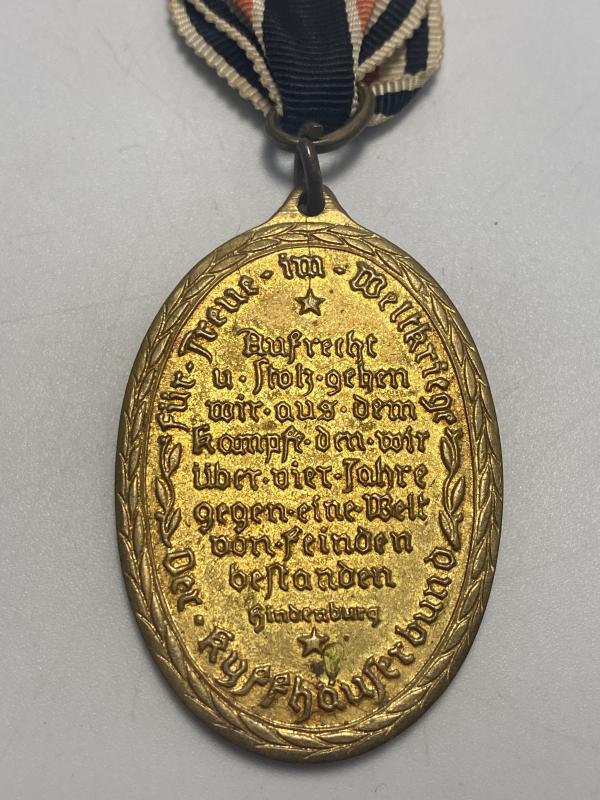 Für · Treue · im · Weltkriege
Aufrecht
u · stolz · gehen
wir · aus · dem
Kampfe · den · wir
über · vier · Jahre
gegen · eine · Welt
von · Feinden
bestanden
Hindenburg
Der · Kyffhäuserbund